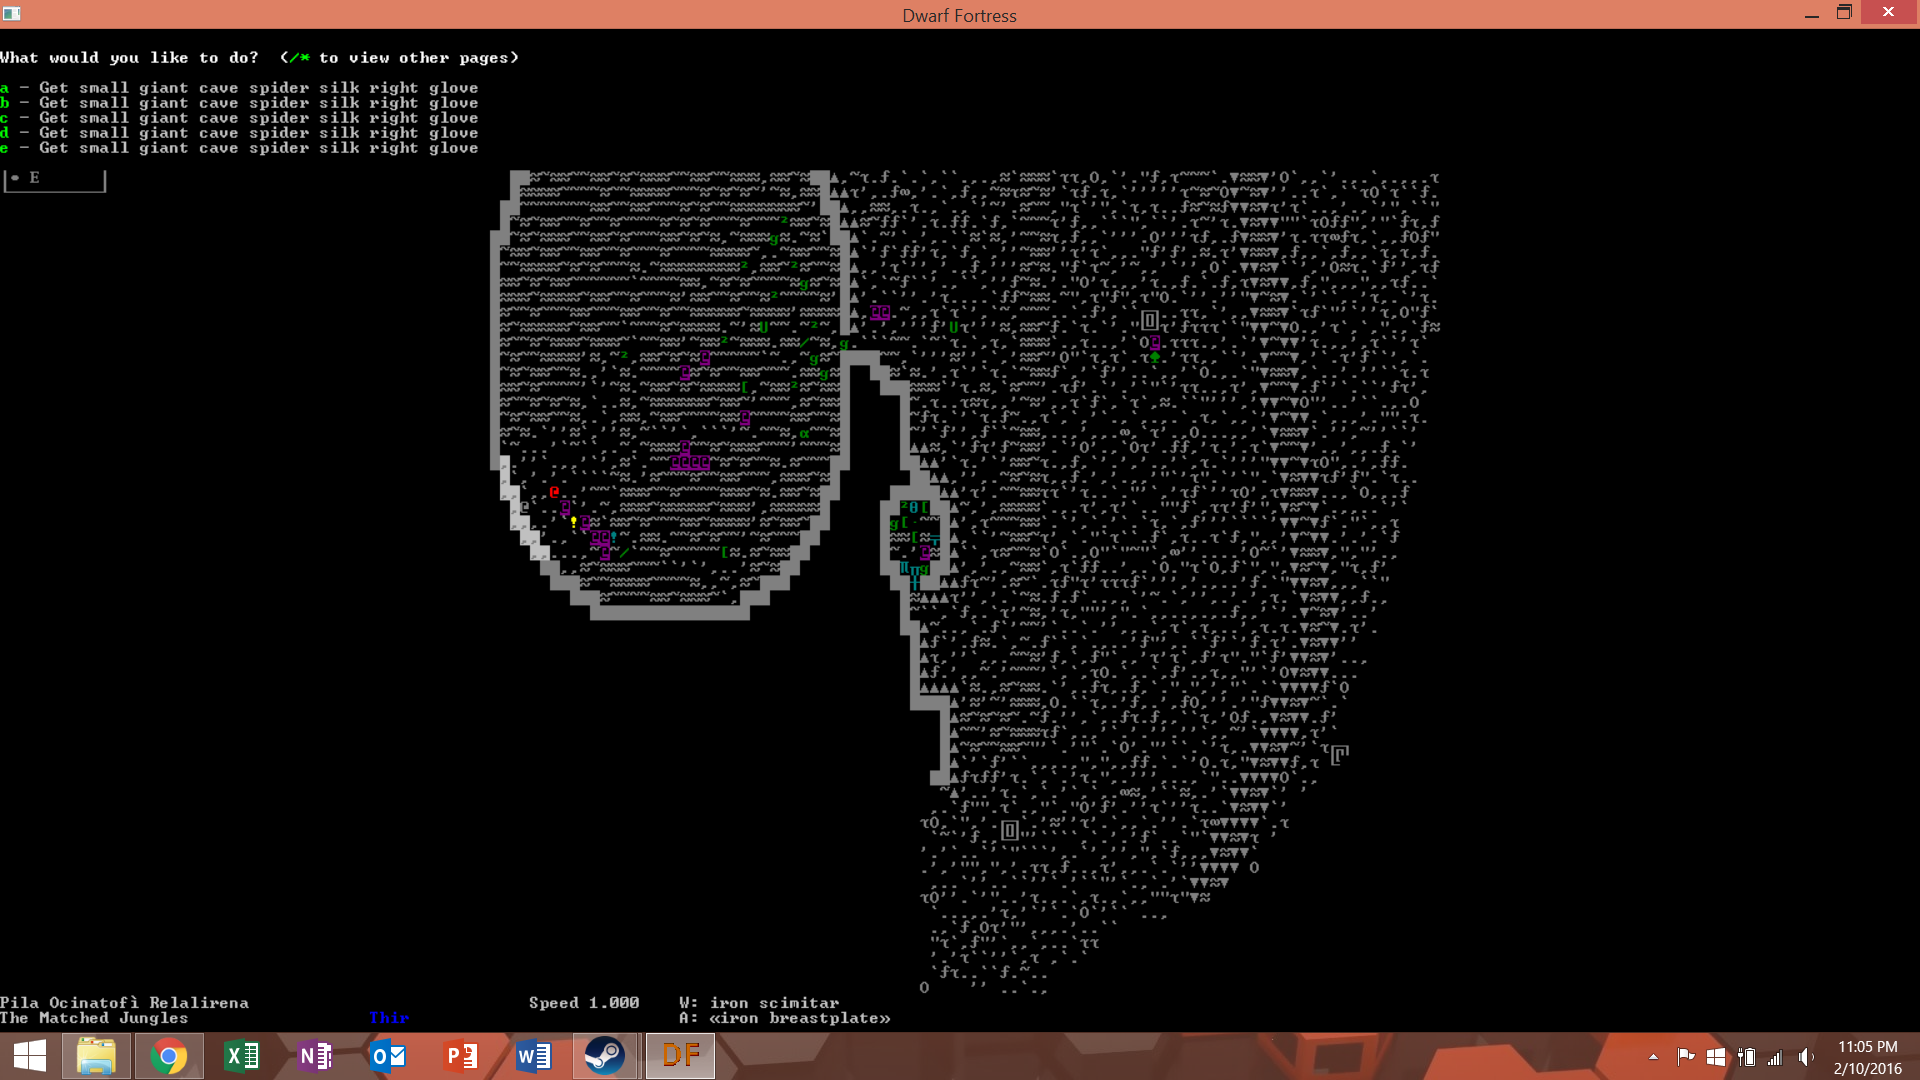 Dwarf Fortress
What would you like to do?  (/* to view other pages)
a - Get small giant cave spider silk right glove
b - Get small giant cave spider silk right glove
c - Get small giant cave spider silk right glove
d - Get small giant cave spider silk right glove
e - Get small giant cave spider silk right glove
E
Pila Ocinatofì Relalirena
Speed 1.000
W: iron scimitar
The Matched Jungles
Thir
A: «iron breastplate»
DF
11:05 PM
2/10/2016